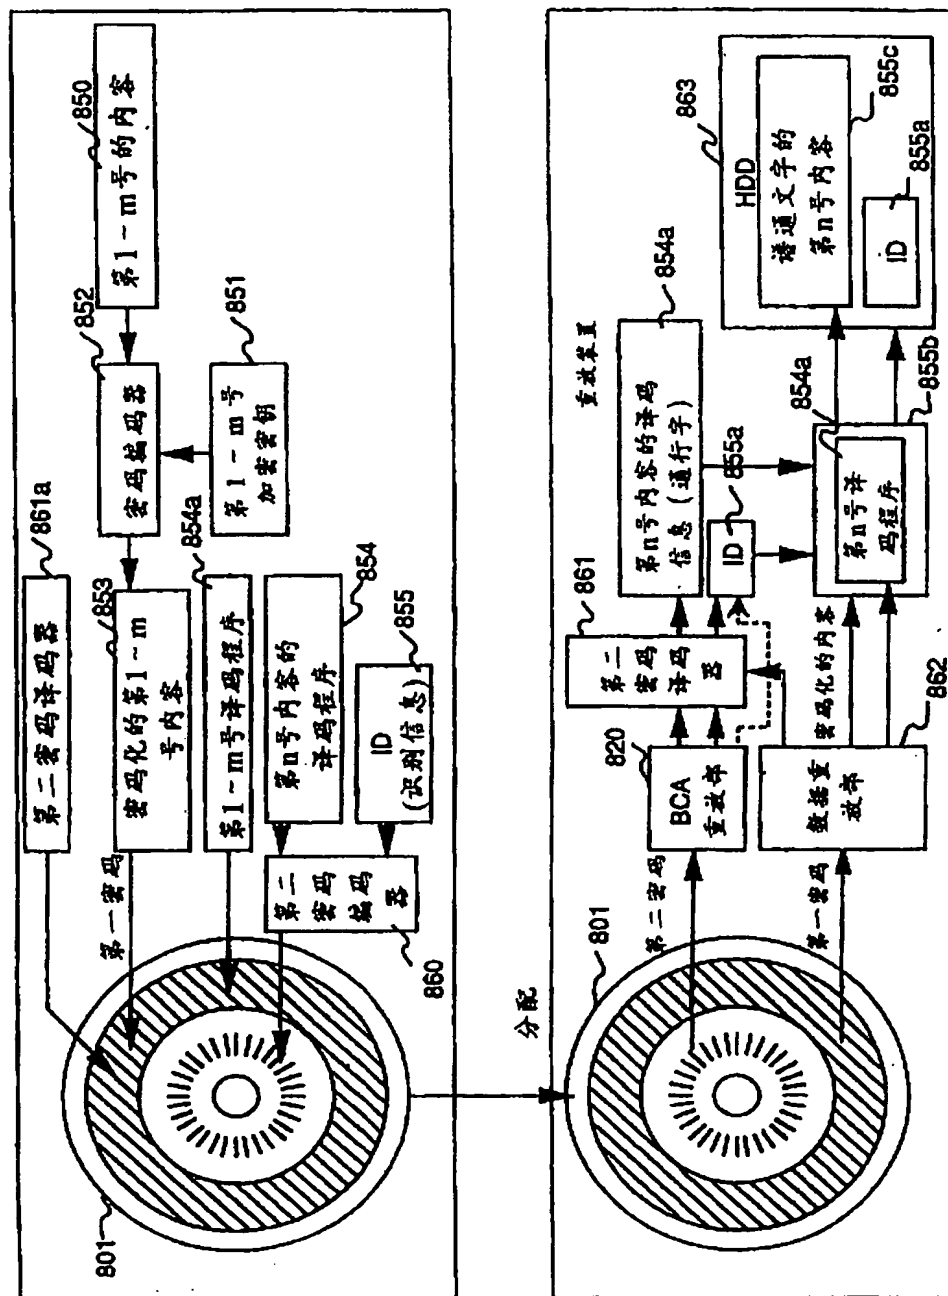 850
第1-m号的内容
852
密码编码器
851
第1-m号
加密密钥
861a
第二密码译码器
853
密码化的第1-m
号内容
854a
第1-m号译码程序
854
第n号内容的
译码程序
855
ID
(识别信息)
第一密码
第二
密码
编码
器
860
801
分配
801
第二密码
第一密码
820
BCA
重放部
数据重
放部
862
861
第二
密码
译码
器
密码化的内容
重放装置
854a
第n号内容的译码
信息(通行字)
855a
ID
854a
855b
第n号译
码程序
863
HDD
谱通文字的
第n号内容
855c
855a
ID